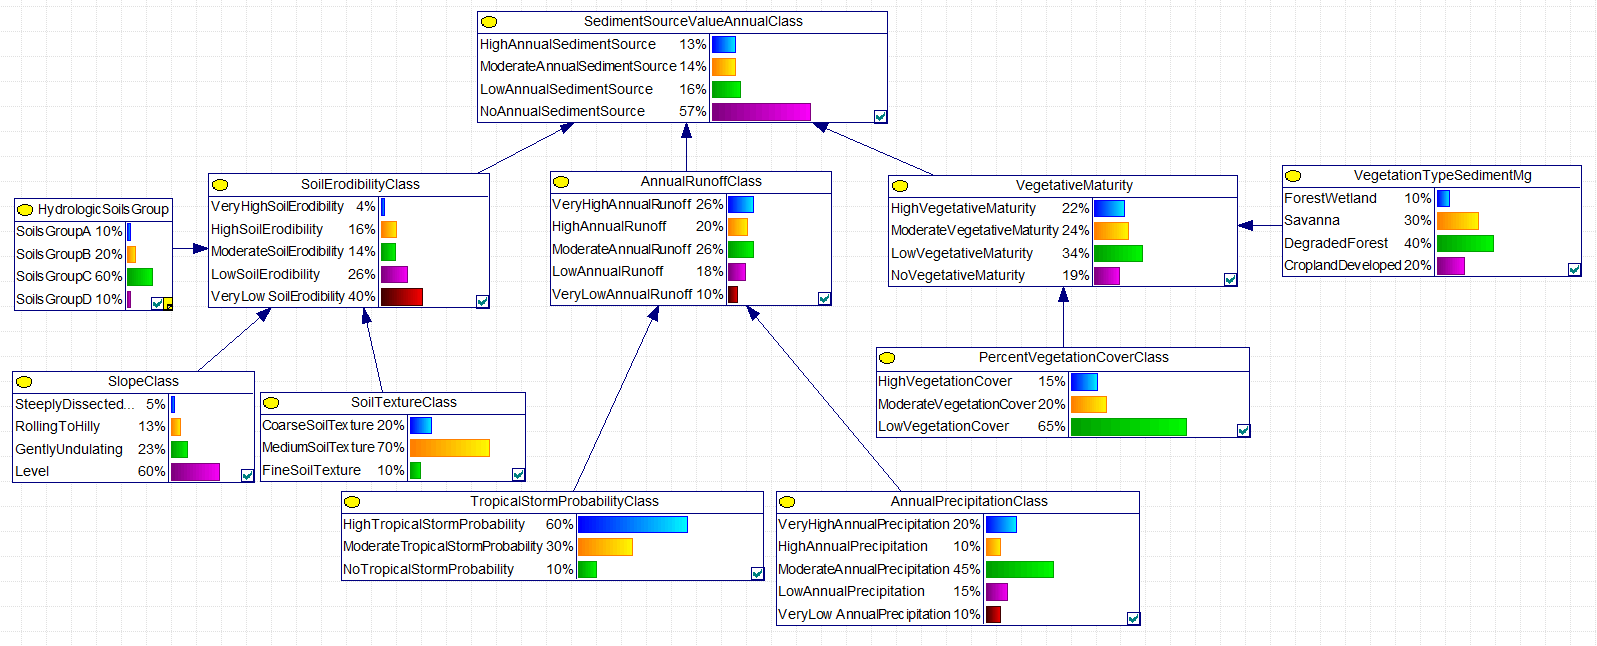 SedimentSourceValueAnnualClass
HighAnnualSedimentSource 13%
ModerateAnnualSedimentSource 14%
LowAnnualSedimentSource 16%
NoAnnualSedimentSource 57%
HydrologicSoilsGroup
SoilsGroupA 10%
SoilsGroupB 20%
SoilsGroupC 60%
SoilsGroupD 10%
SoilErodibilityClass
VeryHighSoilErodibility 4%
HighSoilErodibility 16%
ModerateSoilErodibility 14%
LowSoilErodibility 26%
VeryLow SoilErodibility 40%
AnnualRunoffClass
VeryHighAnnualRunoff 26%
HighAnnualRunoff 20%
ModerateAnnualRunoff 26%
LowAnnualRunoff 18%
VeryLowAnnualRunoff 10%
VegetativeMaturity
HighVegetativeMaturity 22%
ModerateVegetativeMaturity 24%
LowVegetativeMaturity 34%
NoVegetativeMaturity 19%
VegetationTypeSedimentMg
ForestWetland 10%
Savanna 30%
DegradedForest 40%
CroplandDeveloped 20%
SlopeClass
SteeplyDissected... 5%
RollingToHilly 13%
GentlyUndulating 23%
Level 60%
SoilTextureClass
CoarseSoilTexture 20%
MediumSoilTexture 70%
FineSoilTexture 10%
PercentVegetationCoverClass
HighVegetationCover 15%
ModerateVegetationCover 20%
LowVegetationCover 65%
TropicalStormProbabilityClass
HighTropicalStormProbability 60%
ModerateTropicalStormProbability 30%
NoTropicalStormProbability 10%
AnnualPrecipitationClass
VeryHighAnnualPrecipitation 20%
HighAnnualPrecipitation 10%
ModerateAnnualPrecipitation 45%
LowAnnualPrecipitation 15%
VeryLow AnnualPrecipitation 10%